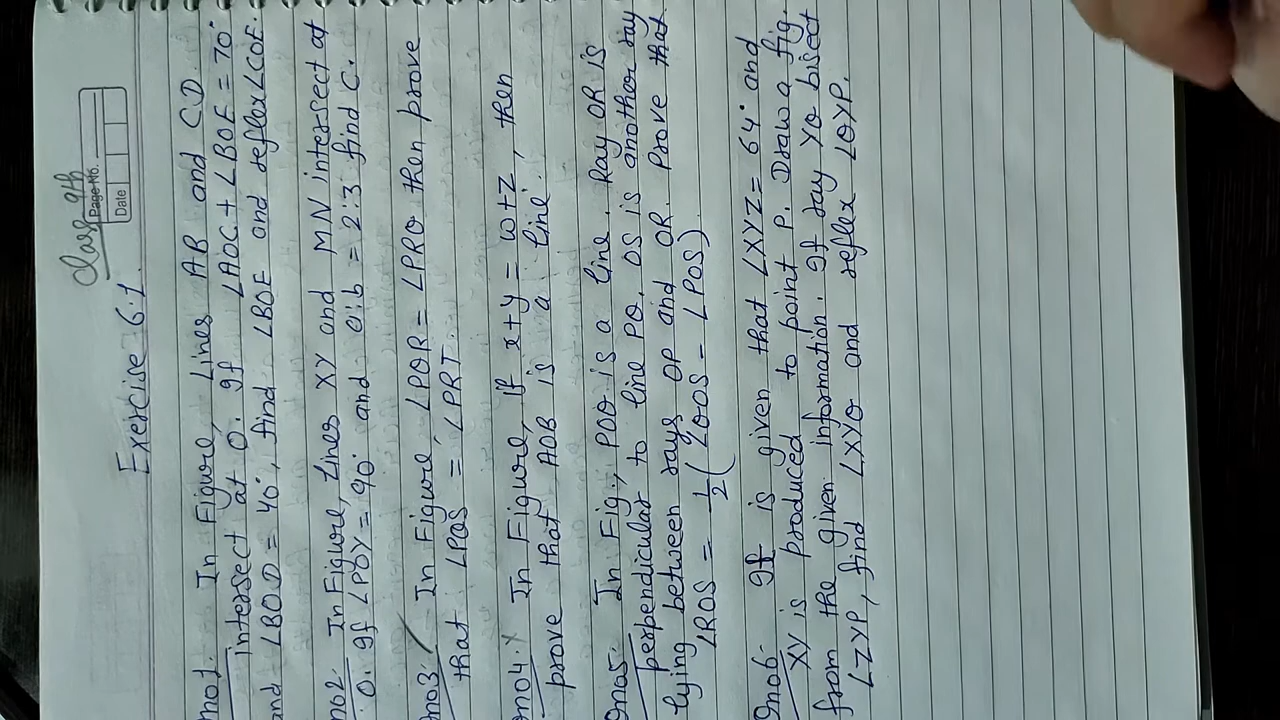 Class 9th
Page No.
Date
Exercise 6.1
no1. In Figure, Lines AB and CD
intersect at O. If ∠AOC + ∠BOE = 70°
and ∠BOD = 40°, find ∠BOE and reflex ∠COE.
no2: In Figure, Lines XY and MN intersect at
O. If ∠POY = 90° and a:b = 2:3 find C.
no3: In Figure, ∠PQR = ∠PRQ then prove
that ∠PQS = ∠PRT.
no4. In Figure, If x+y = w+z, then
prove that AOB is a line.
Qno5: In Fig., POQ is a line. Ray OR is
perpendicular to line PQ. OS is another ray
lying between rays OP and OR. Prove that
∠ROS = 1/2 (∠QOS - ∠POS)
Qno6- If is given that ∠XYZ = 64° and
XY is produced to point P. Draw a fig.
from the given information. If ray YQ bisect
∠ZYP, find ∠XYQ and reflex ∠QYP.